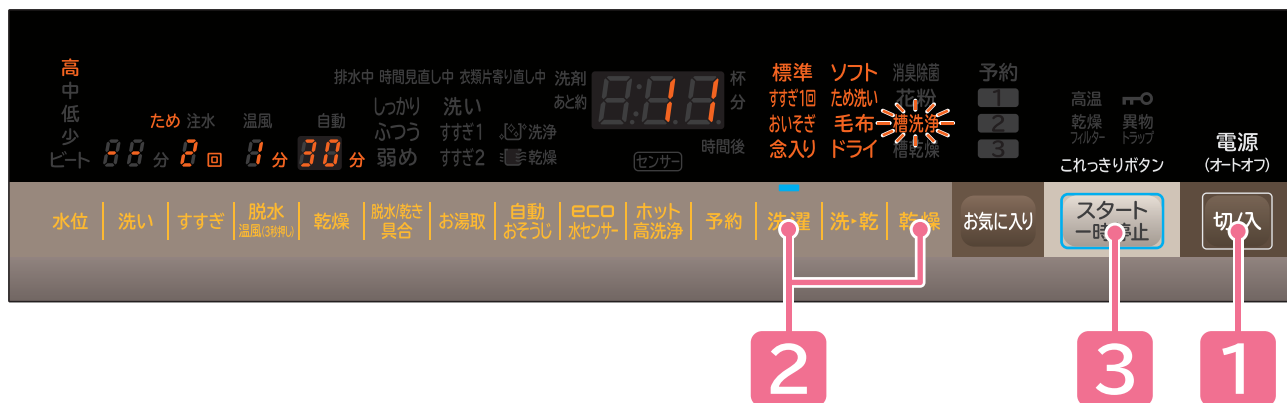 高
中
低
少
ビート
ため 注水
温風
自動
-- 分 2 回 1 分 30 分
排水中 時間見直し中 衣類片寄り直し中
しっかり
ふつう
弱め
洗い
すすぎ1
すすぎ2
洗浄
乾燥
洗剤
あと約
11
杯
分
センサー
時間後
標準 ソフト 消臭除菌
すすぎ1回 ため洗い 花粉
おいそぎ 毛布 槽洗浄
念入り ドライ 槽乾燥
予約
1
2
3
高温
乾燥
フィルター
異物
トラップ
これっきりボタン
電源
(オートオフ)
水位
洗い
すすぎ
脱水
温風(3秒押し)
乾燥
脱水/乾き
具合
お湯取
自動
おそうじ
eco
水センサー
ホット
高洗浄
予約
洗濯
洗▸乾
乾燥
お気に入り
スタート
一時停止
切/入
2
3
1